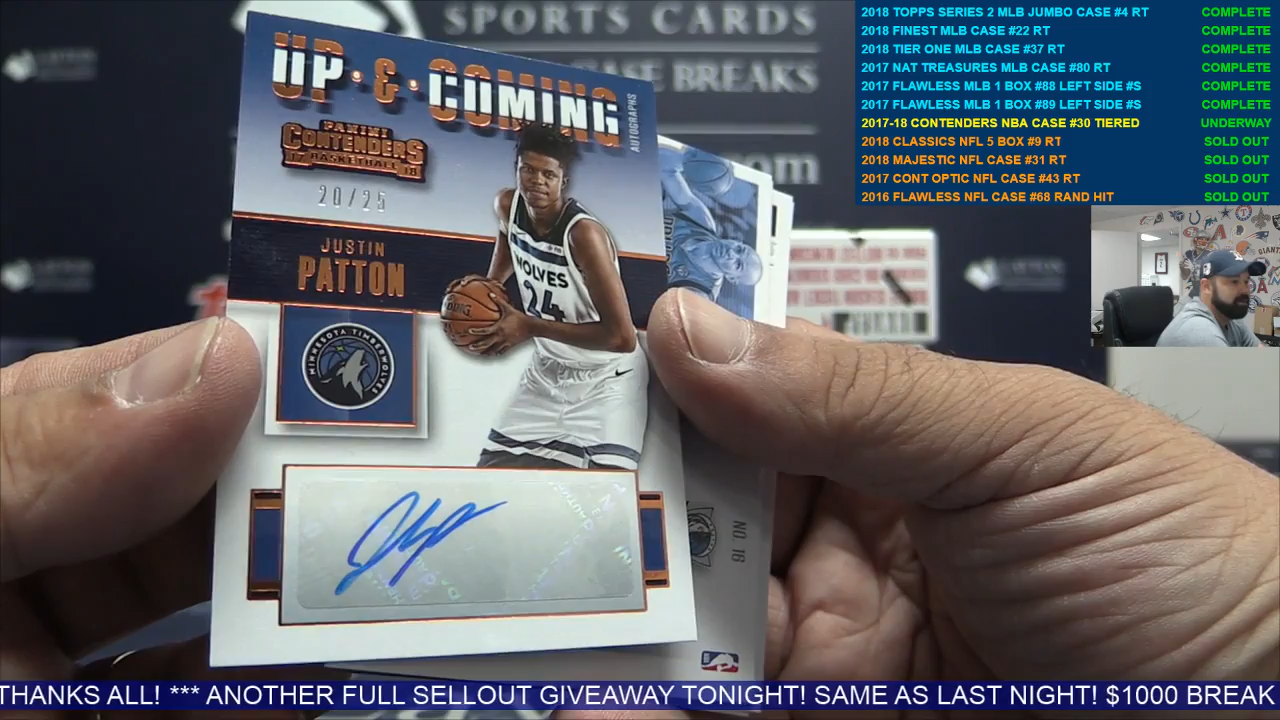 SPORTS CARDS
CASE BREAKS
.com
UP & COMING
AUTOGRAPHS
PANINI
CONTENDERS
17 BASKETBALL 18
20/25
JUSTIN
PATTON
WOLVES
24
MINNESOTA TIMBERWOLVES
NO. 16
2018 TOPPS SERIES 2 MLB JUMBO CASE #4 RT COMPLETE
2018 FINEST MLB CASE #22 RT COMPLETE
2018 TIER ONE MLB CASE #37 RT COMPLETE
2017 NAT TREASURES MLB CASE #80 RT COMPLETE
2017 FLAWLESS MLB 1 BOX #88 LEFT SIDE #S COMPLETE
2017 FLAWLESS MLB 1 BOX #89 LEFT SIDE #S COMPLETE
2017-18 CONTENDERS NBA CASE #30 TIERED UNDERWAY
2018 CLASSICS NFL 5 BOX #9 RT SOLD OUT
2018 MAJESTIC NFL CASE #31 RT SOLD OUT
2017 CONT OPTIC NFL CASE #43 RT SOLD OUT
2016 FLAWLESS NFL CASE #68 RAND HIT SOLD OUT
THANKS ALL! *** ANOTHER FULL SELLOUT GIVEAWAY TONIGHT! SAME AS LAST NIGHT! $1000 BREAK